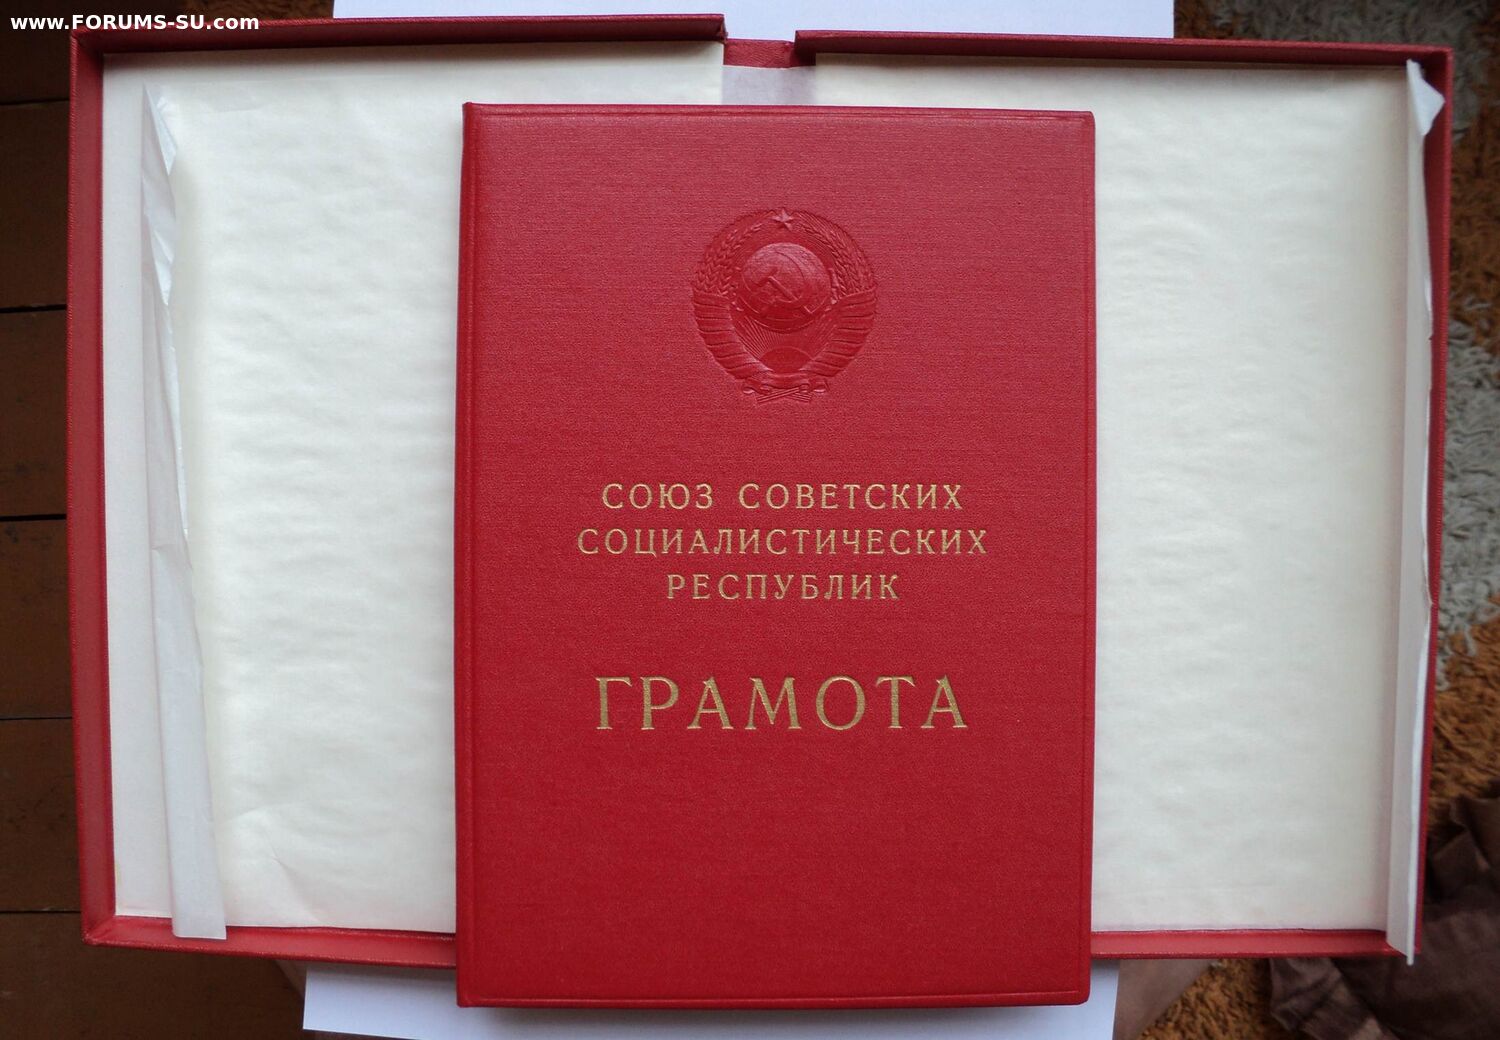 www.FORUMS-SU.com
СОЮЗ СОВЕТСКИХ
СОЦИАЛИСТИЧЕСКИХ
РЕСПУБЛИК
ГРАМОТА